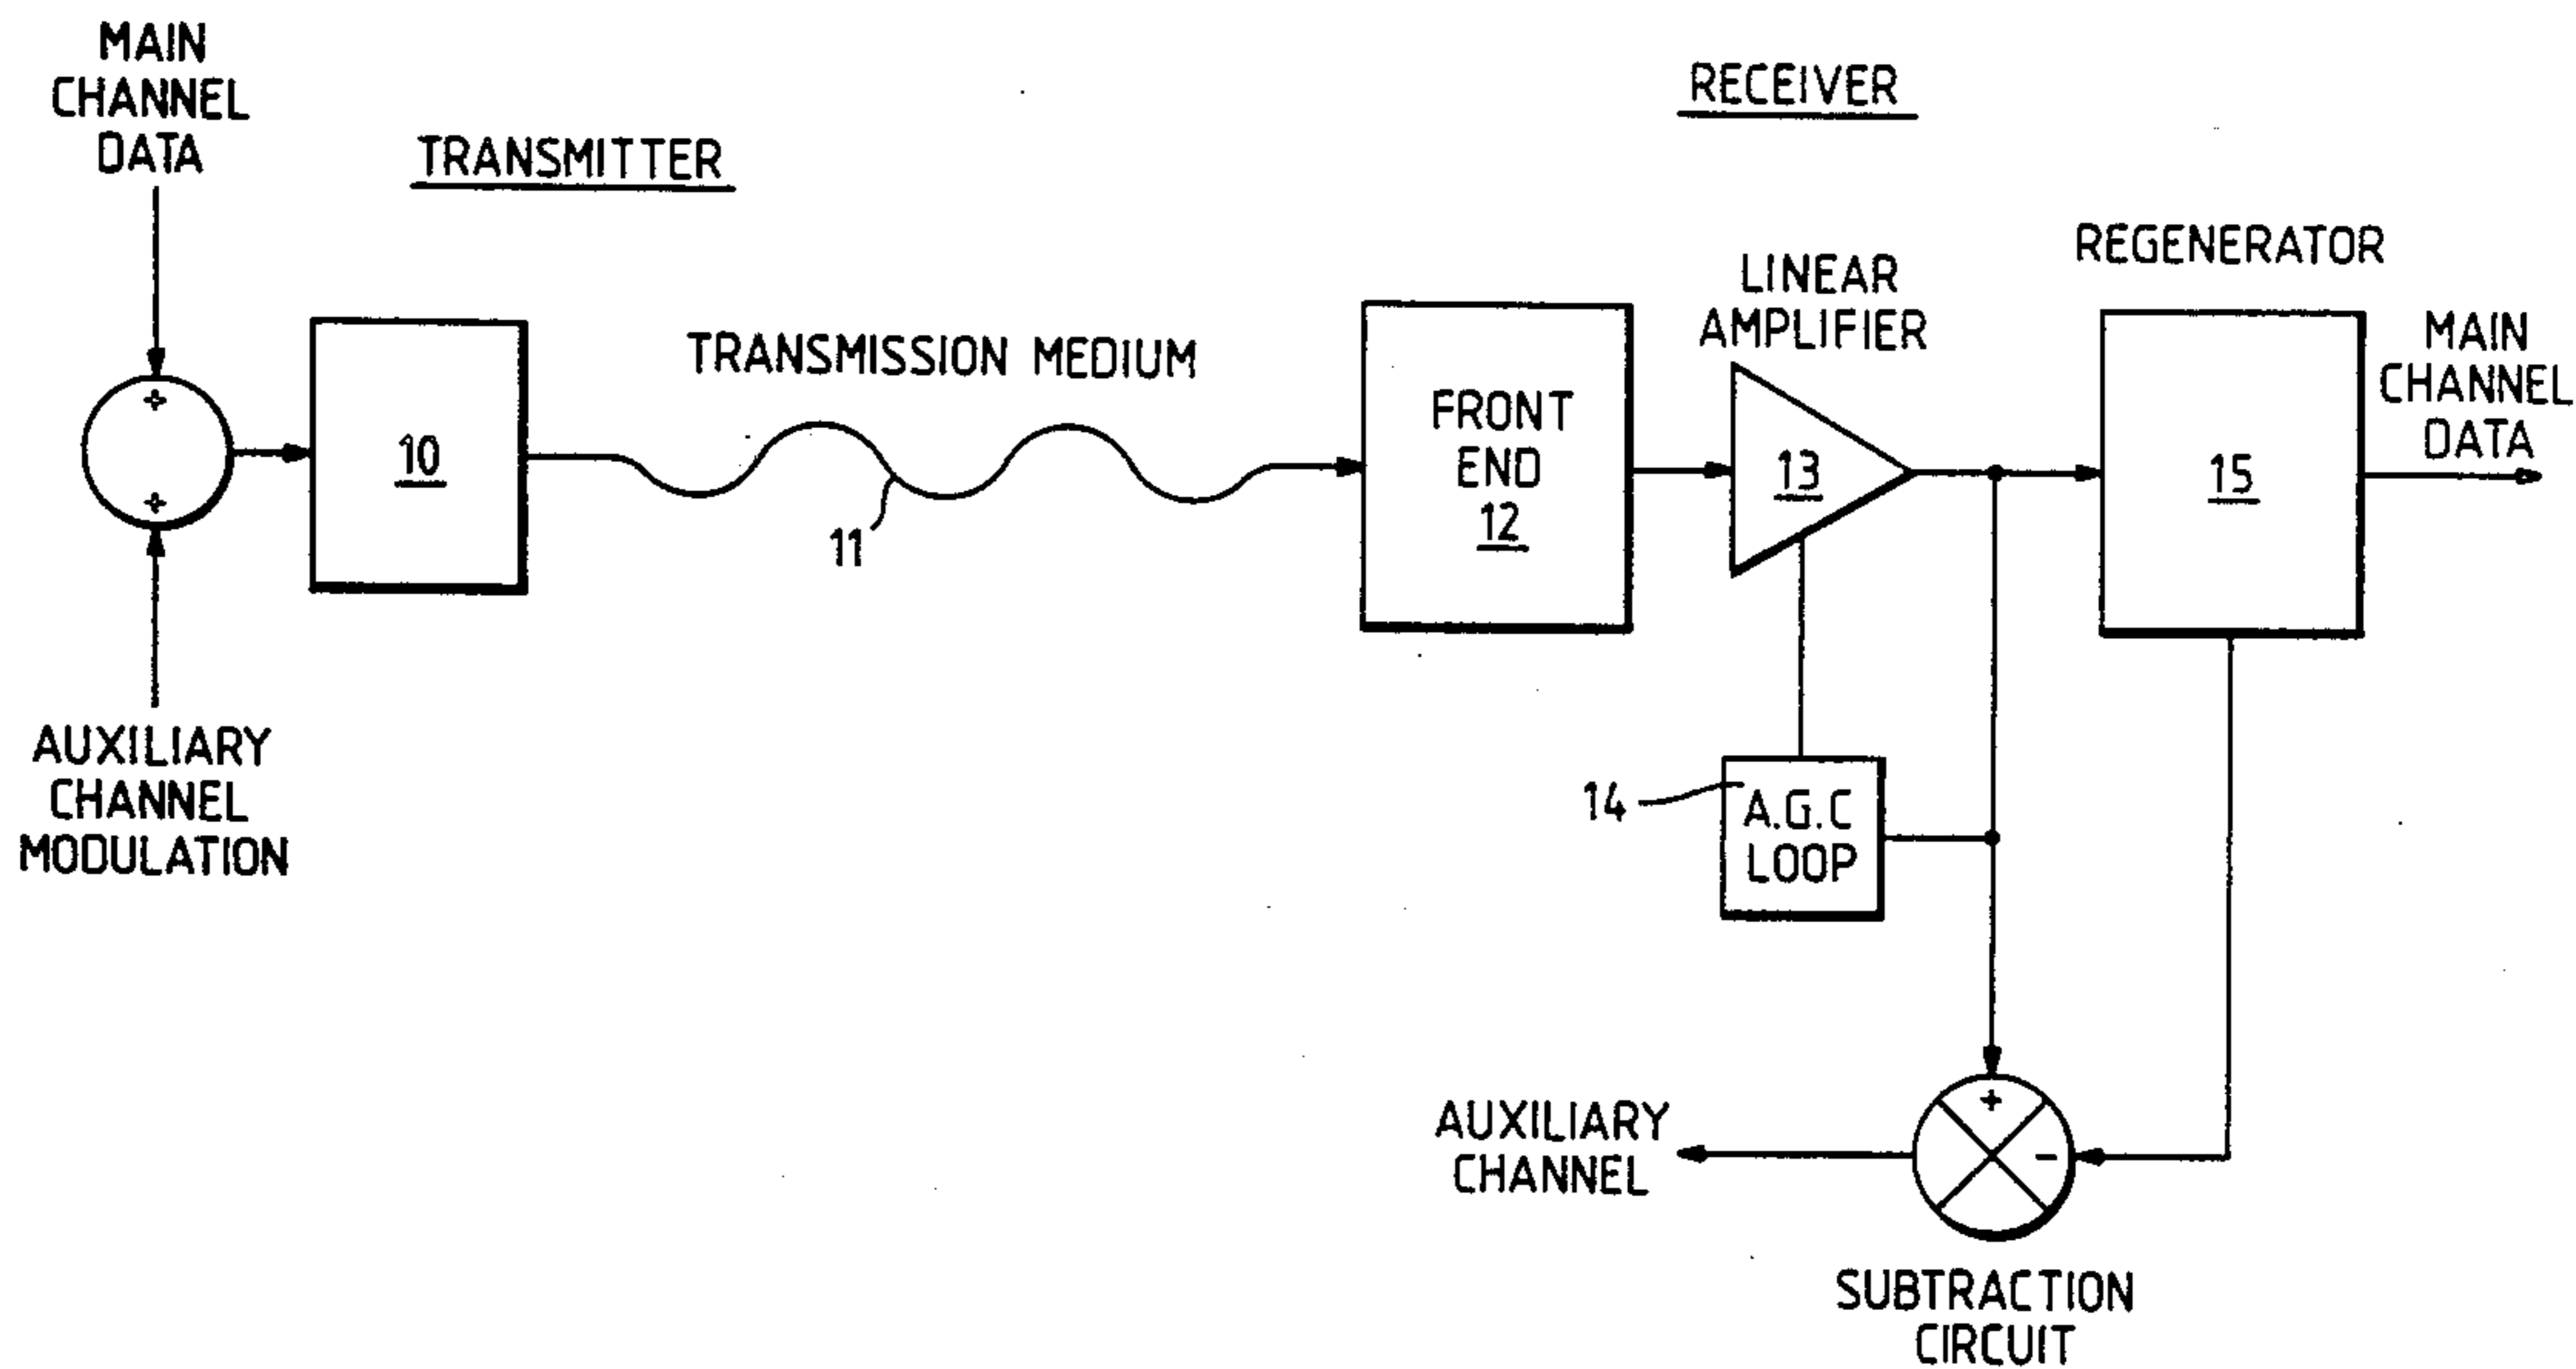 MAIN
CHANNEL
DATA
TRANSMITTER
RECEIVER
+
+
10
TRANSMISSION MEDIUM
11
FRONT
END
12
LINEAR
AMPLIFIER
13
REGENERATOR
15
MAIN
CHANNEL
DATA
AUXILIARY
CHANNEL
MODULATION
14
A.G.C
LOOP
+
-
AUXILIARY
CHANNEL
SUBTRACTION
CIRCUIT